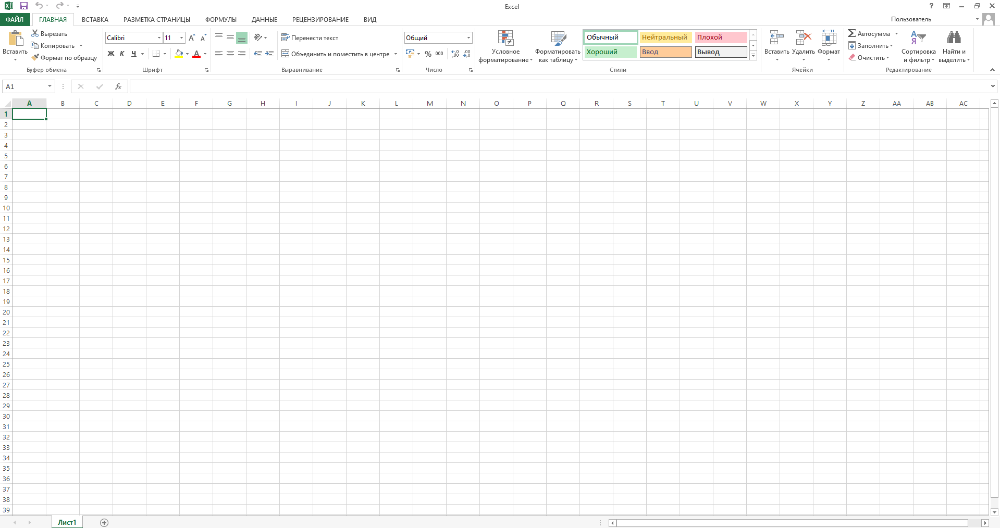 Excel
?
ФАЙЛ ГЛАВНАЯ ВСТАВКА РАЗМЕТКА СТРАНИЦЫ ФОРМУЛЫ ДАННЫЕ РЕЦЕНЗИРОВАНИЕ ВИД Пользователь
Вставить
Вырезать
Копировать
Формат по образцу
Буфер обмена
Calibri 11
Ж К Ч
Шрифт
Перенести текст
Объединить и поместить в центре
Выравнивание
Общий
% 000
Число
Условное форматирование
Форматировать как таблицу
Обычный Нейтральный Плохой
Хороший Ввод Вывод
Стили
Вставить Удалить Формат
Ячейки
Автосумма
Заполнить
Очистить
Сортировка и фильтр
Найти и выделить
Редактирование
A1
fx
A B C D E F G H I J K L M N O P Q R S T U V W X Y Z AA AB AC
1
2
3
4
5
6
7
8
9
10
11
12
13
14
15
16
17
18
19
20
21
22
23
24
25
26
27
28
29
30
31
32
33
34
35
36
37
38
39
Лист1